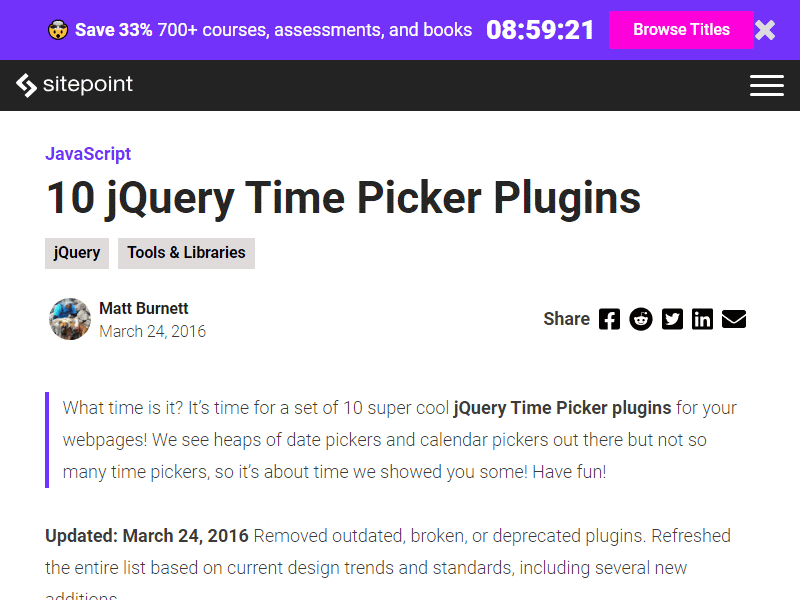 Save 33% 700+ courses, assessments, and books 08:59:21 Browse Titles
sitepoint
JavaScript
10 jQuery Time Picker Plugins
jQuery Tools & Libraries
Matt Burnett
March 24, 2016
Share
What time is it? It’s time for a set of 10 super cool jQuery Time Picker plugins for your
webpages! We see heaps of date pickers and calendar pickers out there but not so
many time pickers, so it’s about time we showed you some! Have fun!
Updated: March 24, 2016 Removed outdated, broken, or deprecated plugins. Refreshed
the entire list based on current design trends and standards, including several new
additions.